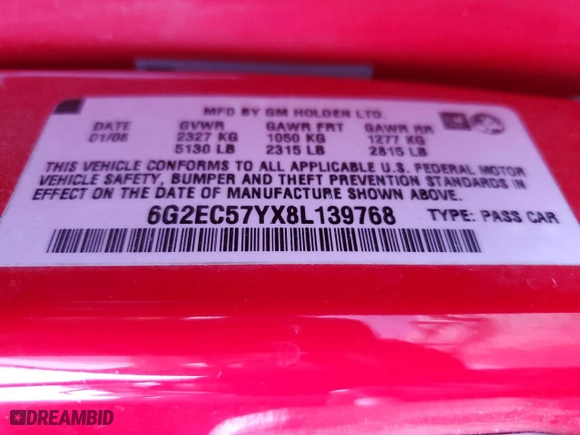 MFD BY GM HOLDEN LTD.
DATE GVWR GAWR FRT GAWR RR
01/08 2327 KG 1050 KG 1277 KG
5130 LB 2315 LB 2815 LB
THIS VEHICLE CONFORMS TO ALL APPLICABLE U.S. FEDERAL MOTOR
VEHICLE SAFETY, BUMPER AND THEFT PREVENTION STANDARDS IN
EFFECT ON THE DATE OF MANUFACTURE SHOWN ABOVE.
6G2EC57YX8L139768 TYPE: PASS CAR
DREAMBID